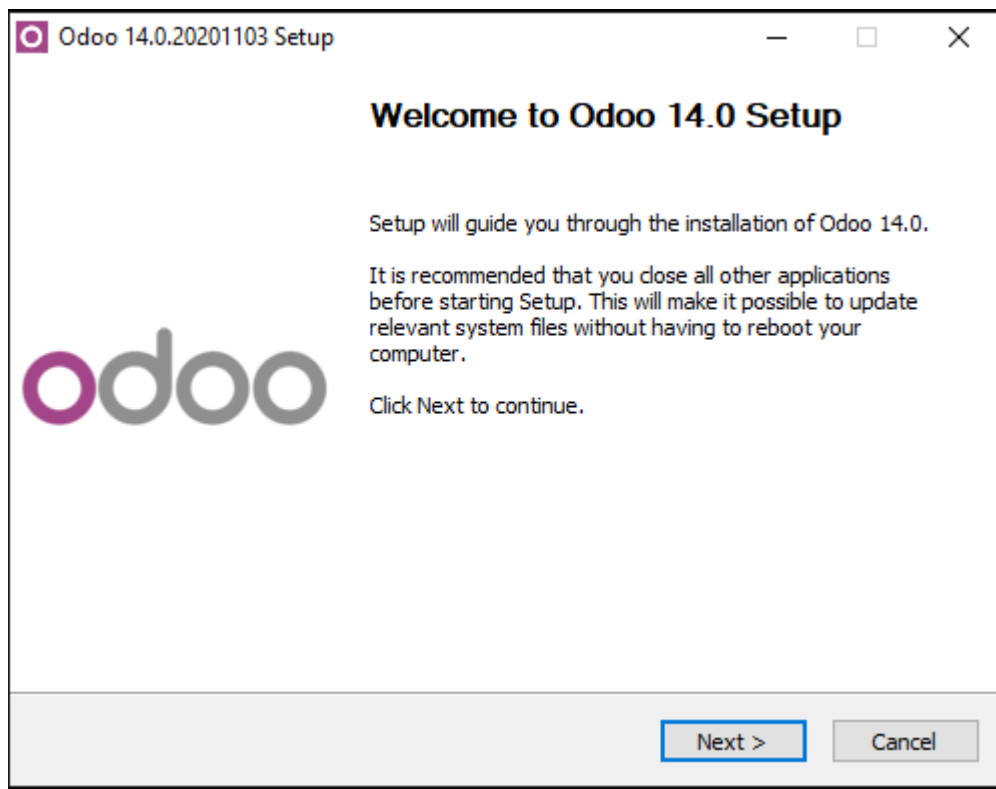 Odoo 14.0.20201103 Setup
Welcome to Odoo 14.0 Setup
Setup will guide you through the installation of Odoo 14.0.
It is recommended that you close all other applications
before starting Setup. This will make it possible to update
relevant system files without having to reboot your
computer.
odoo
Click Next to continue.
Next >
Cancel